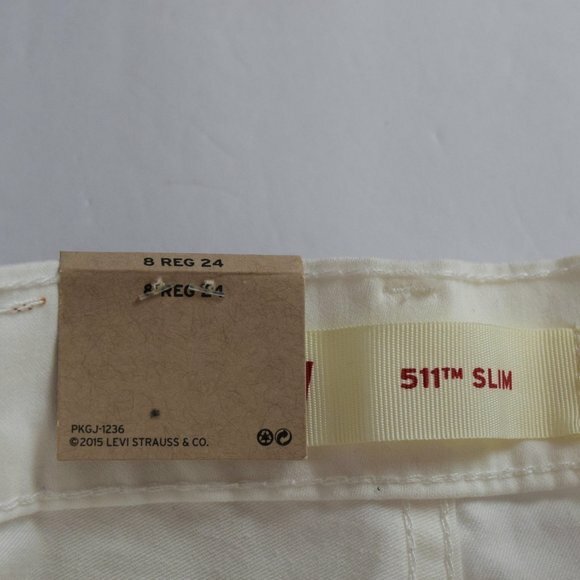 8 REG 24
8 REG 24
511™ SLIM
PKGJ-1236
©2015 LEVI STRAUSS & CO.